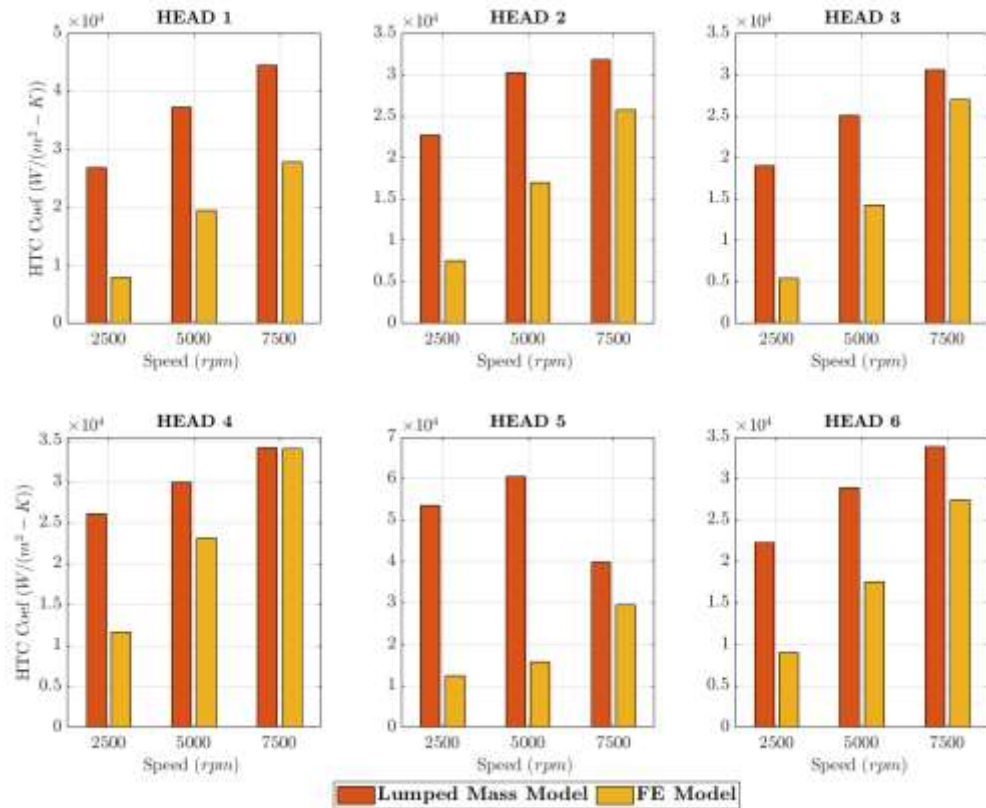 HEAD 1
×10⁴
5
4
3
2
1
0
HTC Coef (W/(m² − K))
2500 5000 7500
Speed (rpm)
HEAD 2
×10⁴
3.5
3
2.5
2
1.5
1
0.5
0
2500 5000 7500
Speed (rpm)
HEAD 3
×10⁴
3.5
3
2.5
2
1.5
1
0.5
0
2500 5000 7500
Speed (rpm)
HEAD 4
×10⁴
3.5
3
2.5
2
1.5
1
0.5
0
HTC Coef (W/(m² − K))
2500 5000 7500
Speed (rpm)
HEAD 5
×10⁴
7
6
5
4
3
2
1
0
2500 5000 7500
Speed (rpm)
HEAD 6
×10⁴
3.5
3
2.5
2
1.5
1
0.5
0
2500 5000 7500
Speed (rpm)
Lumped Mass Model FE Model